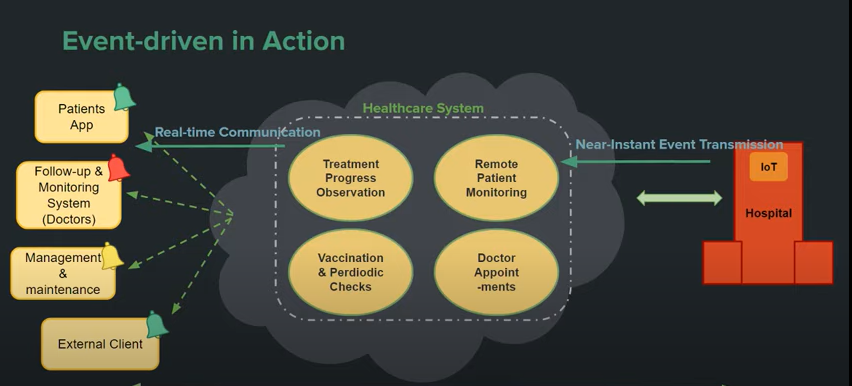 Event-driven in Action
Healthcare System
Patients
App
Real-time Communication
Near-Instant Event Transmission
Treatment
Progress
Observation
Remote
Patient
Monitoring
IoT
Hospital
Follow-up &
Monitoring
System
(Doctors)
Management
&
maintenance
Vaccination
& Perdiodic
Checks
Doctor
Appoint
-ments
External Client